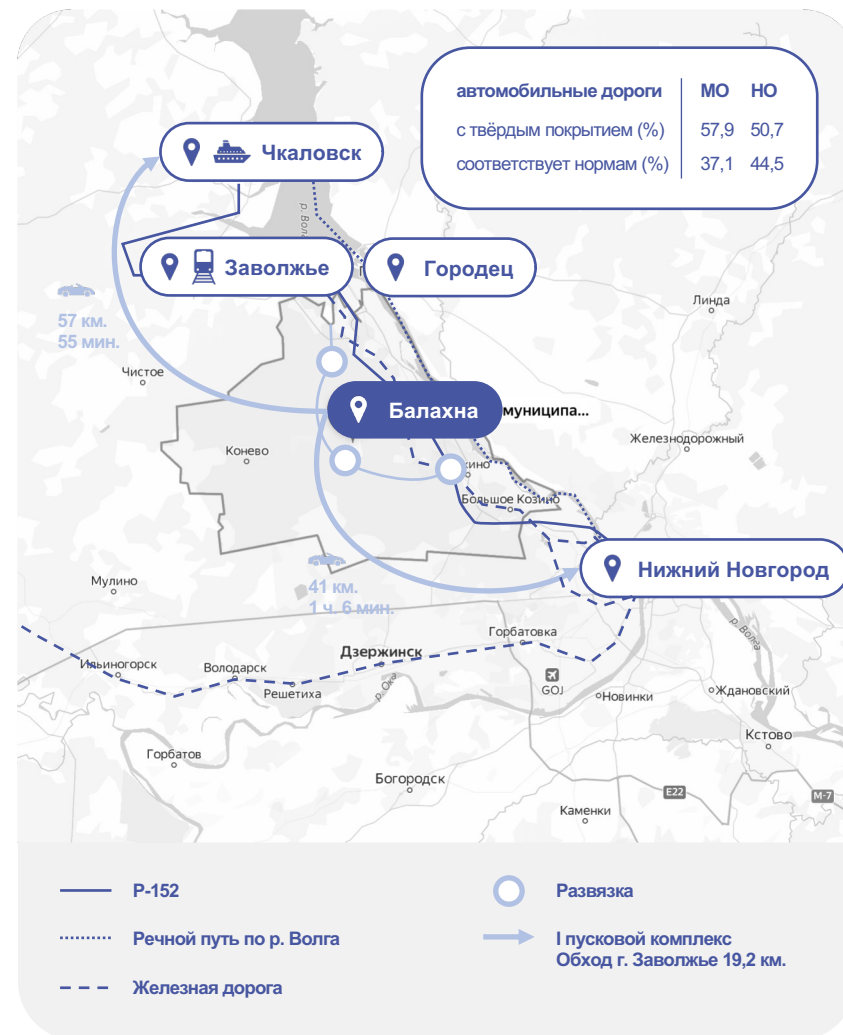 автомобильные дороги МО НО
с твёрдым покрытием (%) 57,9 50,7
соответствует нормам (%) 37,1 44,5
Чкаловск
р. Волга
Заволжье
Городец
Линда
57 км.
55 мин.
Чистое
Балахна
муниципа...
Конево
Железнодорожный
Большое Козино
41 км.
1 ч. 6 мин.
Нижний Новгород
Мулино
р. Волга
Горбатовка
Дзержинск
Ильиногорск
Володарск
Решетиха
р. Ока
GOJ
Новинки
Ждановский
Кстово
Горбатов
Богородск
E22
М-7
Каменки
Р-152
Развязка
Речной путь по р. Волга
I пусковой комплекс
Обход г. Заволжье 19,2 км.
Железная дорога